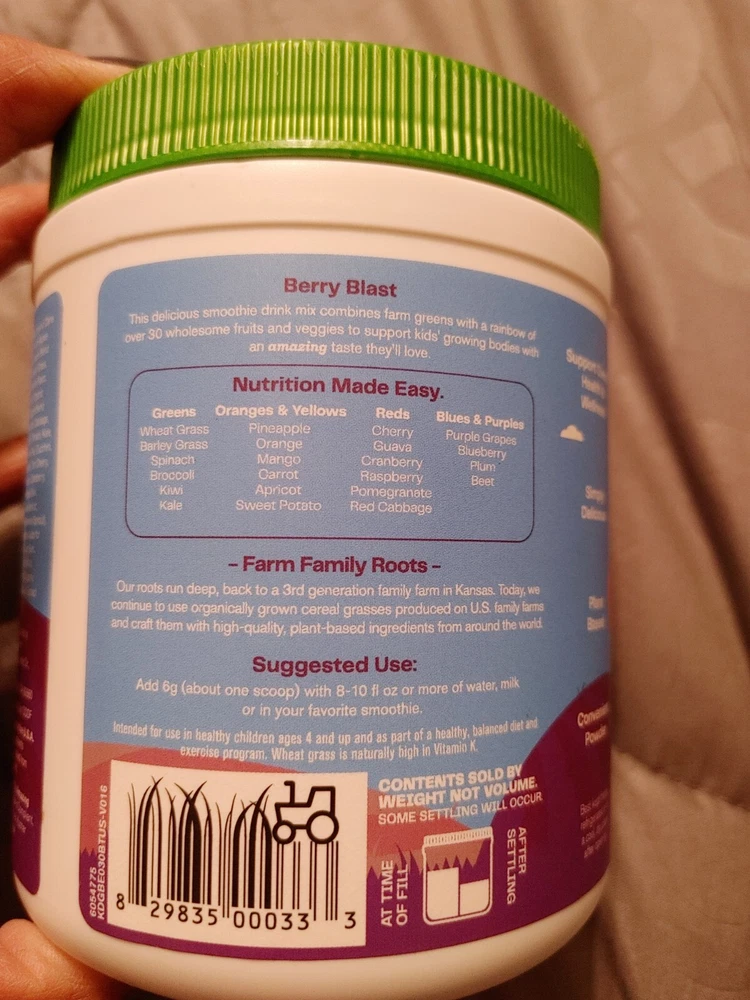 Berry Blast
This delicious smoothie drink mix combines farm greens with a rainbow of
over 30 wholesome fruits and veggies to support kids' growing bodies with
an amazing taste they'll love.
Nutrition Made Easy.
Greens
Wheat Grass
Barley Grass
Spinach
Broccoli
Kiwi
Kale
Oranges & Yellows
Pineapple
Orange
Mango
Carrot
Apricot
Sweet Potato
Reds
Cherry
Guava
Cranberry
Raspberry
Pomegranate
Red Cabbage
Blues & Purples
Purple Grapes
Blueberry
Plum
Beet
– Farm Family Roots –
Our roots run deep, back to a 3rd generation family farm in Kansas. Today, we
continue to use organically grown cereal grasses produced on U.S. family farms
and craft them with high-quality, plant-based ingredients from around the world.
Suggested Use:
Add 6g (about one scoop) with 8-10 fl oz or more of water, milk
or in your favorite smoothie.
Intended for use in healthy children ages 4 and up and as part of a healthy, balanced diet and
exercise program. Wheat grass is naturally high in Vitamin K.
6054775
KDGBE030BTUS-V016
8 29835 00033 3
CONTENTS SOLD BY
WEIGHT NOT VOLUME.
SOME SETTLING WILL OCCUR.
AT TIME
OF FILL
AFTER
SETTLING
Support